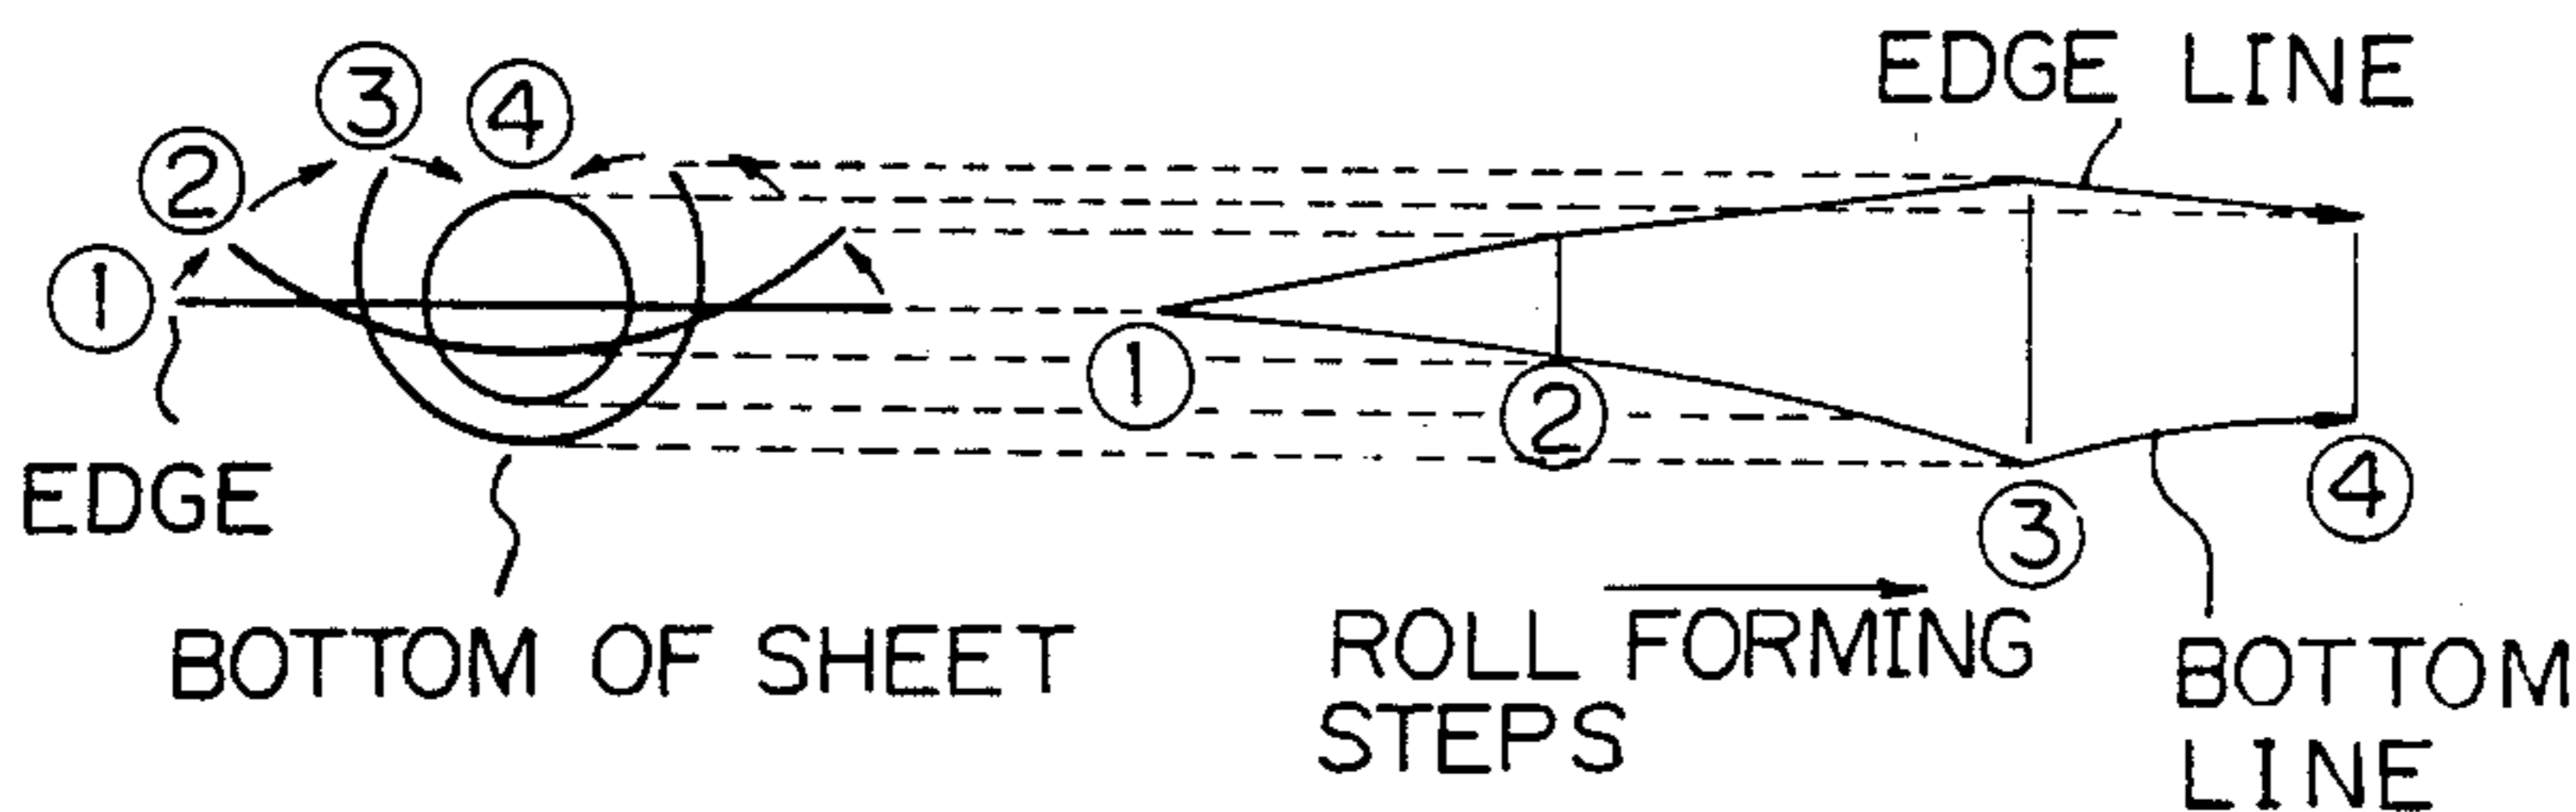 EDGE LINE
③ ④
②
①
① ②
EDGE
③ ④
BOTTOM OF SHEET
ROLL FORMING
STEPS
BOTTOM
LINE